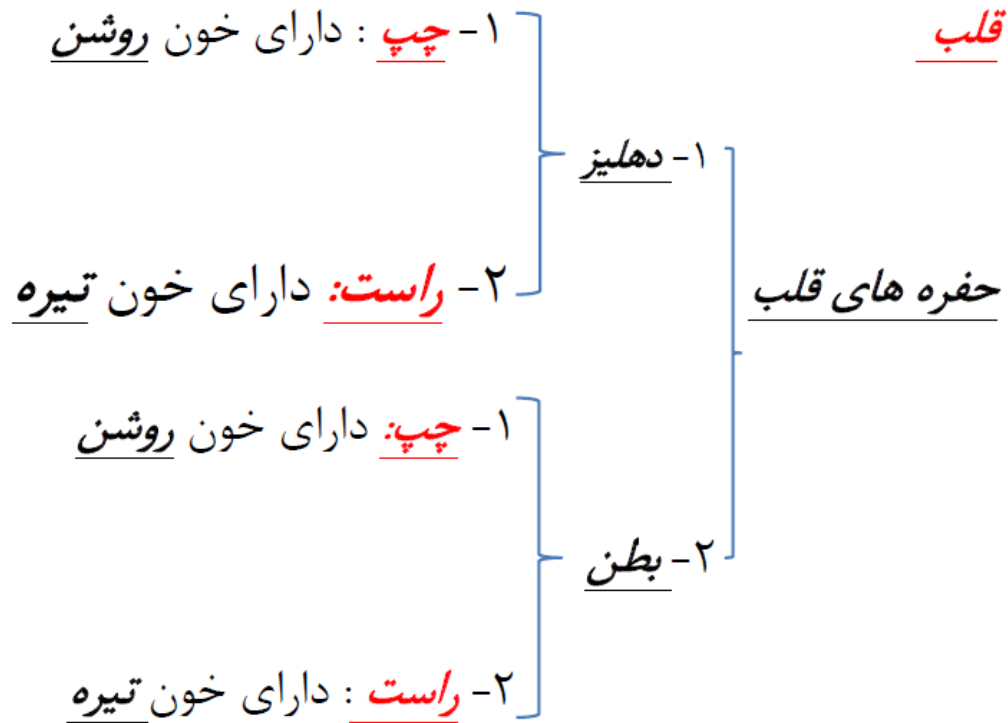 قلب
حفره های قلب
۱- دهلیز
۱- چپ : دارای خون روشن
۲- راست: دارای خون تیره
۲- بطن
۱- چپ: دارای خون روشن
۲- راست : دارای خون تیره